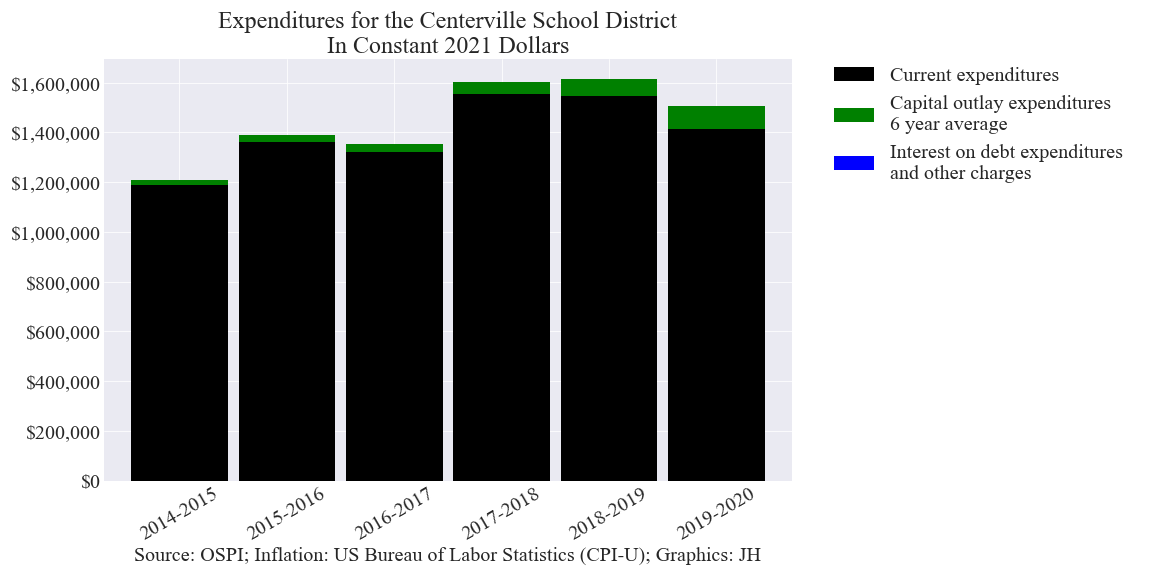 Expenditures for the Centerville School District
In Constant 2021 Dollars
$1,600,000
$1,400,000
$1,200,000
$1,000,000
$800,000
$600,000
$400,000
$200,000
$0
2014-2015
2015-2016
2016-2017
2017-2018
2018-2019
2019-2020
Source: OSPI; Inflation: US Bureau of Labor Statistics (CPI-U); Graphics: JH
Current expenditures
Capital outlay expenditures
6 year average
Interest on debt expenditures
and other charges